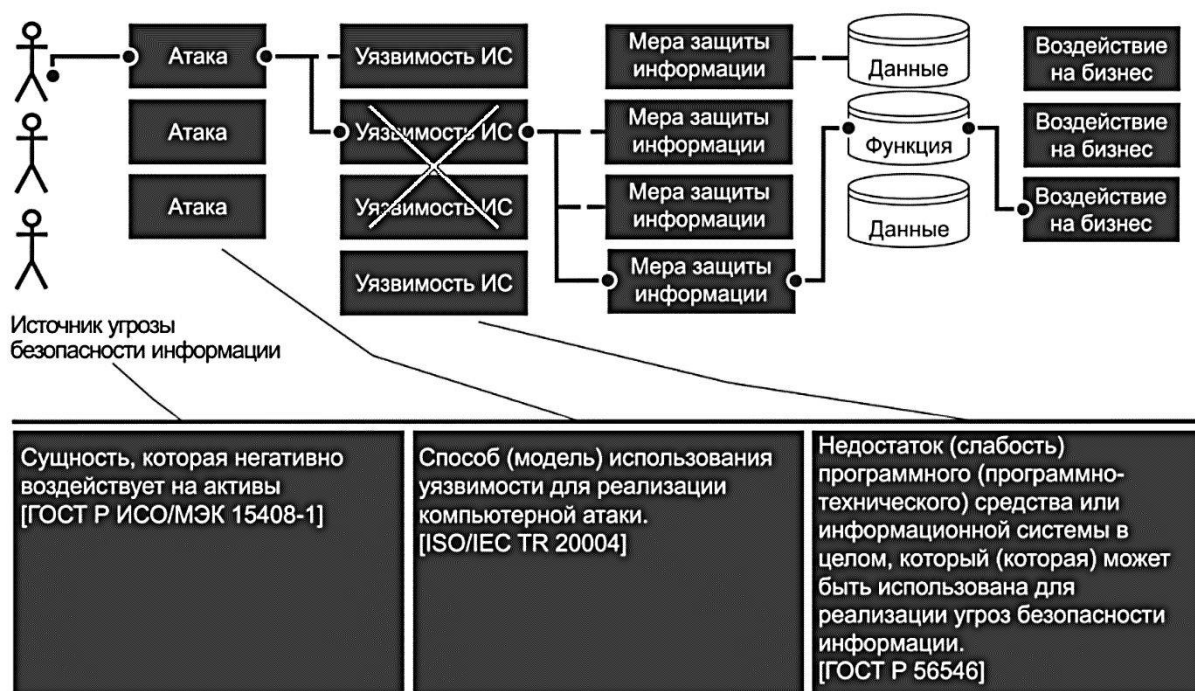 Атака
Уязвимость ИС
Мера защиты
информации
Данные
Воздействие
на бизнес
Атака
Уязвимость ИС
Мера защиты
информации
Функция
Воздействие
на бизнес
Атака
Уязвимость ИС
Мера защиты
информации
Данные
Воздействие
на бизнес
Уязвимость ИС
Мера защиты
информации
Источник угрозы
безопасности информации
Сущность, которая негативно
воздействует на активы
[ГОСТ Р ИСО/МЭК 15408-1]
Способ (модель) использования
уязвимости для реализации
компьютерной атаки.
[ISO/IEC TR 20004]
Недостаток (слабость)
программного (программно-
технического) средства или
информационной системы в
целом, который (которая) может
быть использована для
реализации угроз безопасности
информации.
[ГОСТ Р 56546]